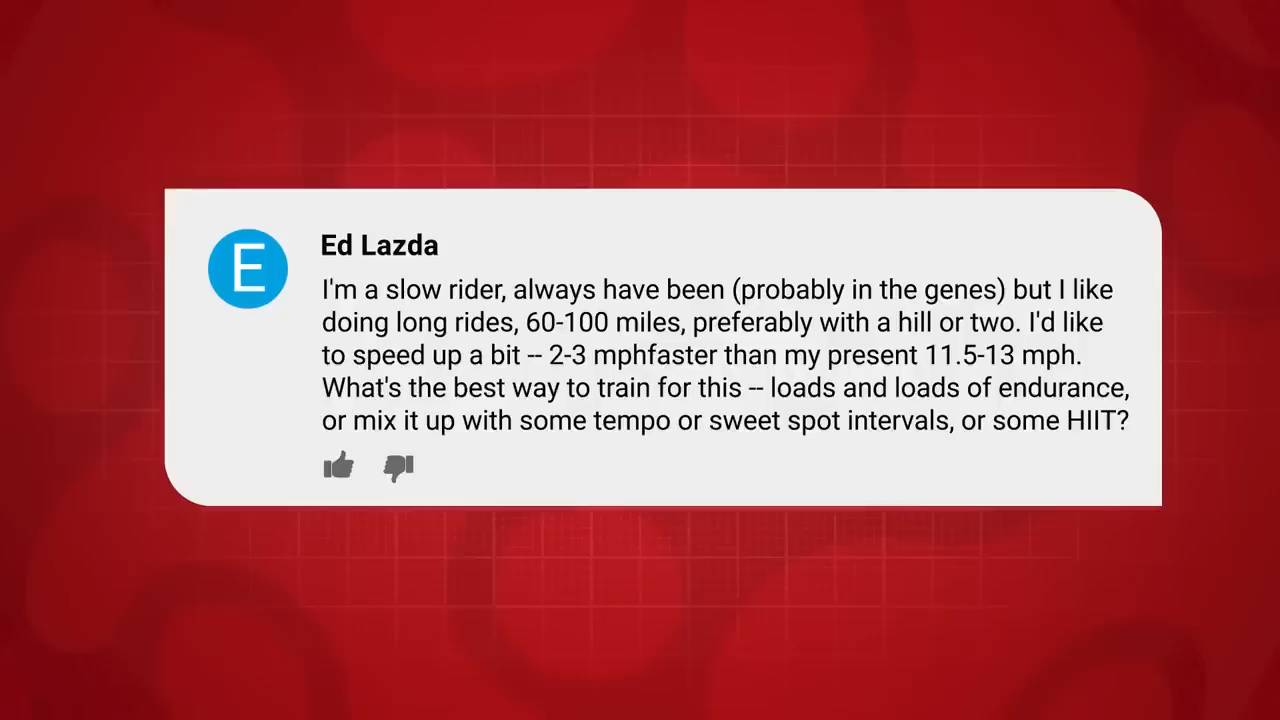 E
Ed Lazda
I'm a slow rider, always have been (probably in the genes) but I like
doing long rides, 60-100 miles, preferably with a hill or two. I'd like
to speed up a bit -- 2-3 mphfaster than my present 11.5-13 mph.
What's the best way to train for this -- loads and loads of endurance,
or mix it up with some tempo or sweet spot intervals, or some HIIT?